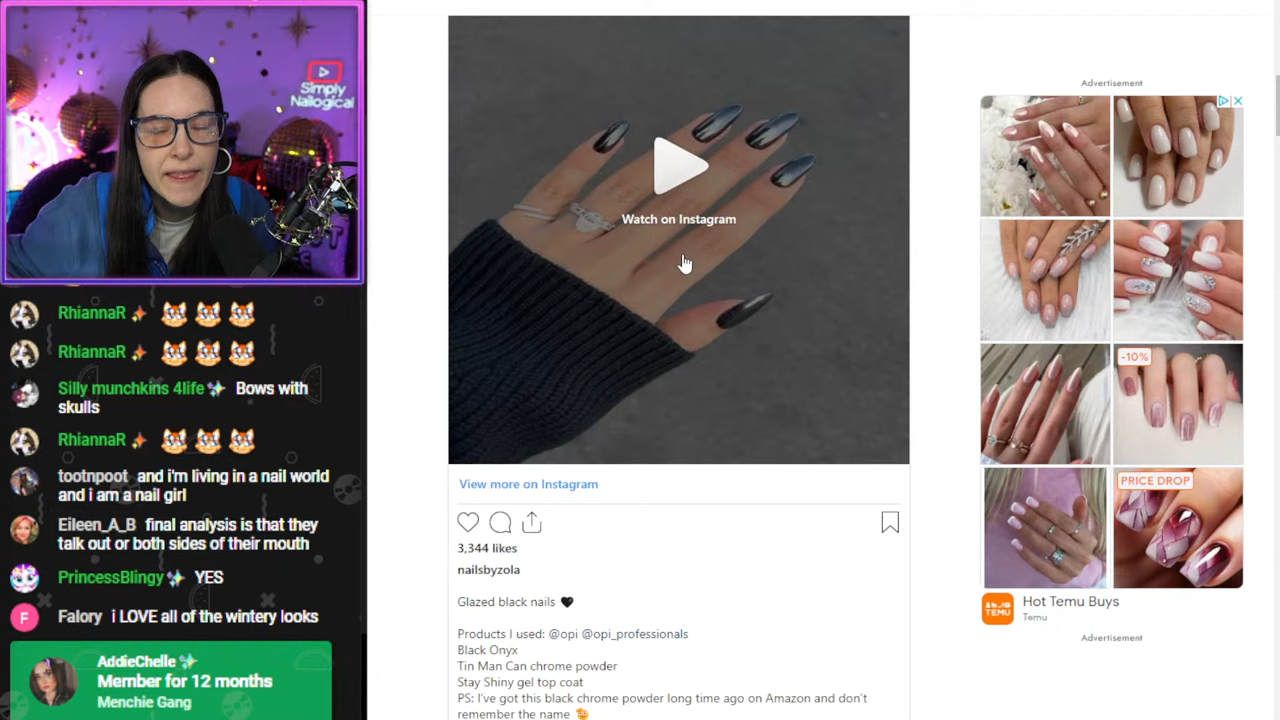 Simply
Nailogical
RhiannaR
RhiannaR
Silly munchkins 4life Bows with
skulls
RhiannaR
tootnpoot and i'm living in a nail world
and i am a nail girl
Eileen_A_B final analysis is that they
talk out or both sides of their mouth
PrincessBlingy YES
F
Falory i LOVE all of the wintery looks
AddieChelle
Member for 12 months
Menchie Gang
Watch on Instagram
View more on Instagram
3,344 likes
nailsbyzola
Glazed black nails 🖤
Products I used: @opi @opi_professionals
Black Onyx
Tin Man Can chrome powder
Stay Shiny gel top coat
PS: I've got this black chrome powder long time ago on Amazon and don't
remember the name 🫠
Advertisement
-10%
PRICE DROP
Hot Temu Buys
Temu
Advertisement